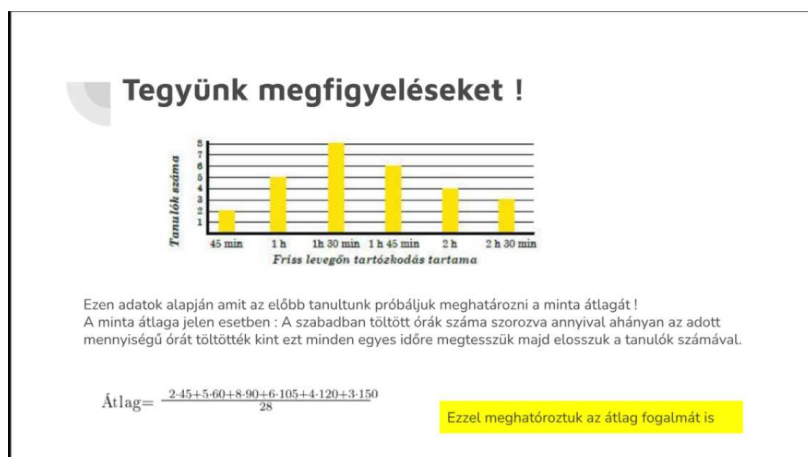 Tegyünk megfigyeléseket !
Tanulók száma
8
7
6
5
4
3
2
1
45 min 1 h 1h 30 min 1 h 45 min 2 h 2 h 30 min
Friss levegőn tartózkodás tartama
Ezen adatok alapján amit az előbb tanultunk próbáljuk meghatározni a minta átlagát !
A minta átlaga jelen esetben : A szabadban töltött órák száma szorozva annyival ahányan az adott
mennyiségű órát töltötték kint ezt minden egyes időre megtesszük majd elosszuk a tanulók számával.
Átlag= 2·45+5·60+8·90+6·105+4·120+3·150
28
Ezzel meghatóroztuk az átlag fogalmát is